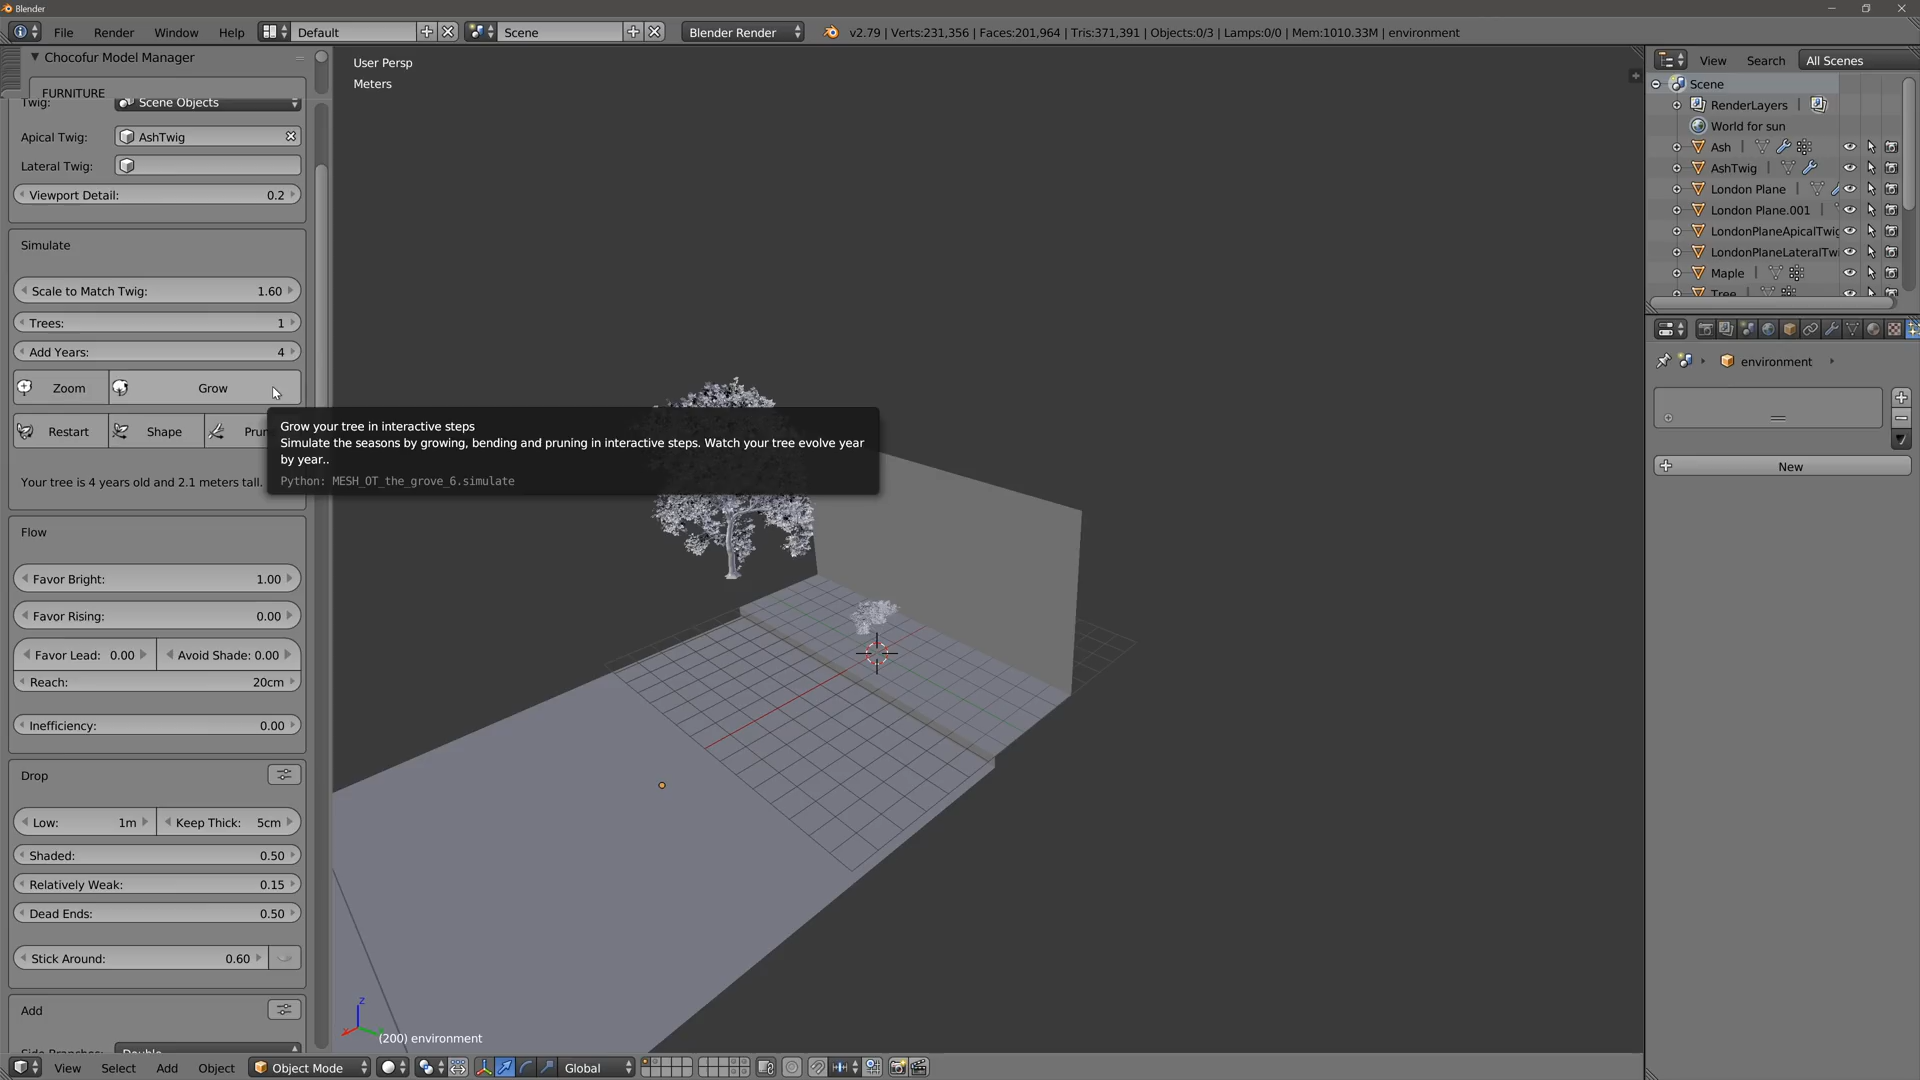 Blender
File Render Window Help Default Scene Blender Render v2.79 | Verts:231,356 | Faces:201,964 | Tris:371,391 | Objects:0/3 | Lamps:0/0 | Mem:1010.33M | environment
Chocofur Model Manager
FURNITURE
Twig: Scene Objects
Apical Twig: AshTwig
Lateral Twig:
Viewport Detail: 0.2
Simulate
Scale to Match Twig: 1.60
Trees: 1
Add Years: 4
Zoom Grow
Restart Shape Prun
Your tree is 4 years old and 2.1 meters tall.
Flow
Favor Bright: 1.00
Favor Rising: 0.00
Favor Lead: 0.00 Avoid Shade: 0.00
Reach: 20cm
Inefficiency: 0.00
Drop
Low: 1m Keep Thick: 5cm
Shaded: 0.50
Relatively Weak: 0.15
Dead Ends: 0.50
Stick Around: 0.60
Add
Side Branches: Double
User Persp
Meters
Grow your tree in interactive steps
Simulate the seasons by growing, bending and pruning in interactive steps. Watch your tree evolve year
by year..
Python: MESH_OT_the_grove_6.simulate
z
(200) environment
View Select Add Object Object Mode Global
View Search All Scenes
Scene
RenderLayers |
World for sun
Ash |
AshTwig |
London Plane |
London Plane.001 |
LondonPlaneApicalTwig
LondonPlaneLateralTw
Maple |
Tree |
environment
New